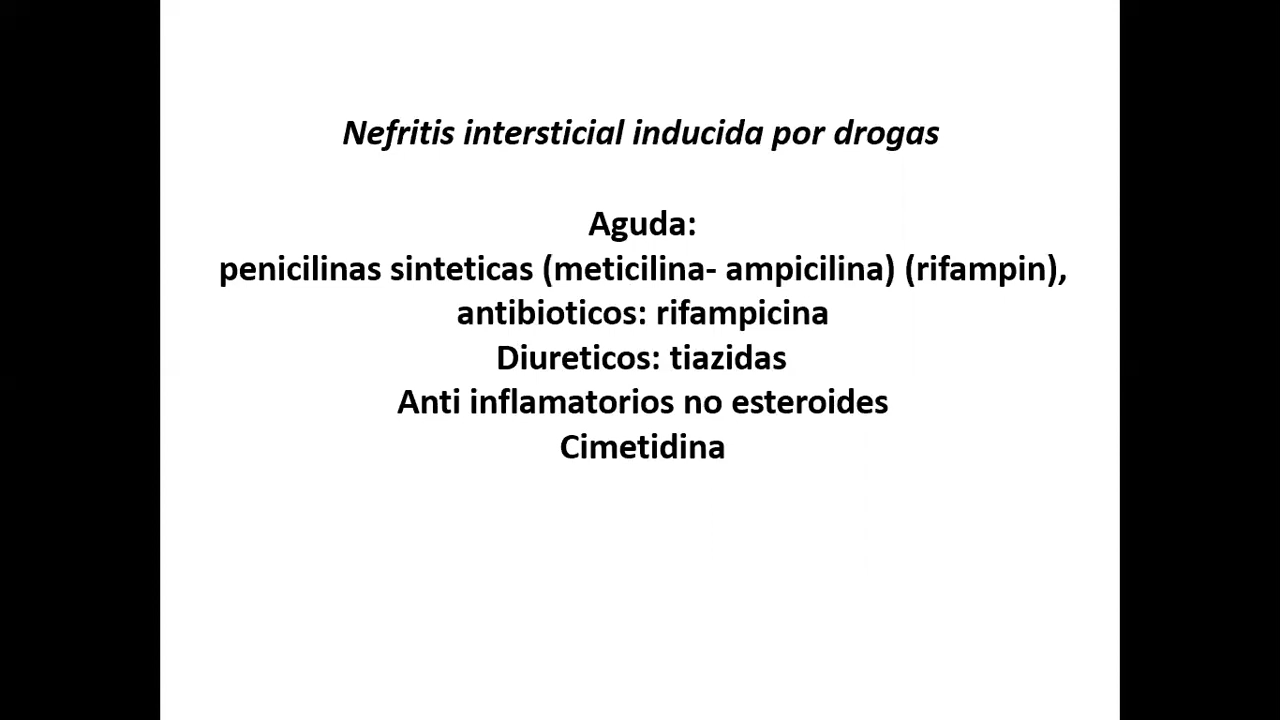 Nefritis intersticial inducida por drogas
Aguda:
penicilinas sinteticas (meticilina- ampicilina) (rifampin),
antibioticos: rifampicina
Diureticos: tiazidas
Anti inflamatorios no esteroides
Cimetidina